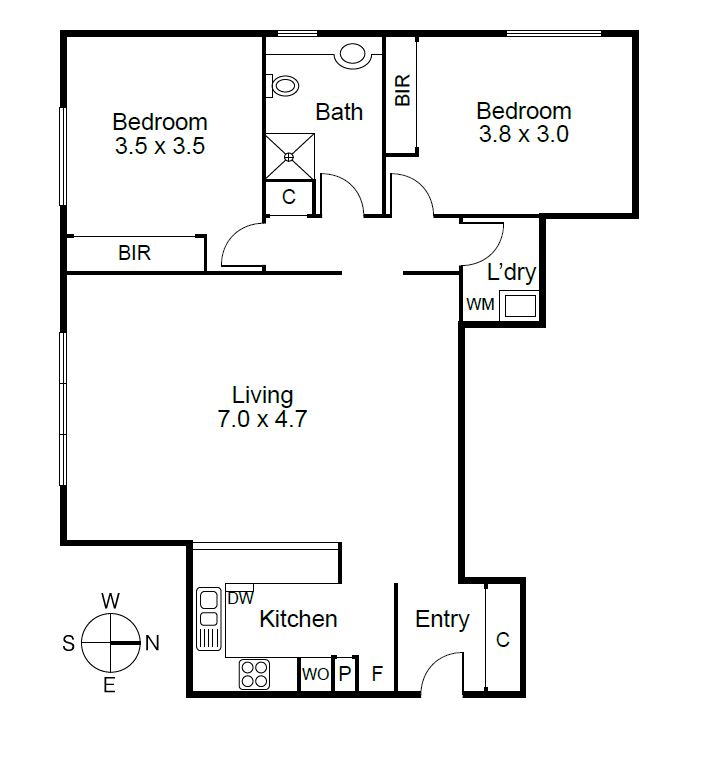 Bedroom
3.5 x 3.5
Bath
BIR
Bedroom
3.8 x 3.0
C
BIR
L'dry
WM
Living
7.0 x 4.7
DW
Kitchen
Entry
C
WO
P
F
W
S
N
E